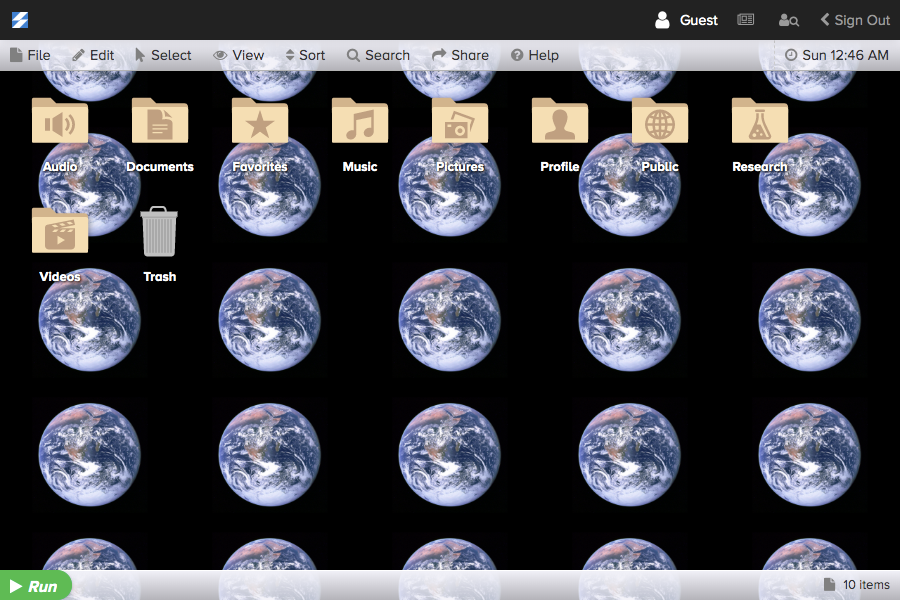 Guest Sign Out
File Edit Select View Sort Search Share Help Sun 12:46 AM
Audio Documents Favorites Music Pictures Profile Public Research
Videos Trash
Run 10 items